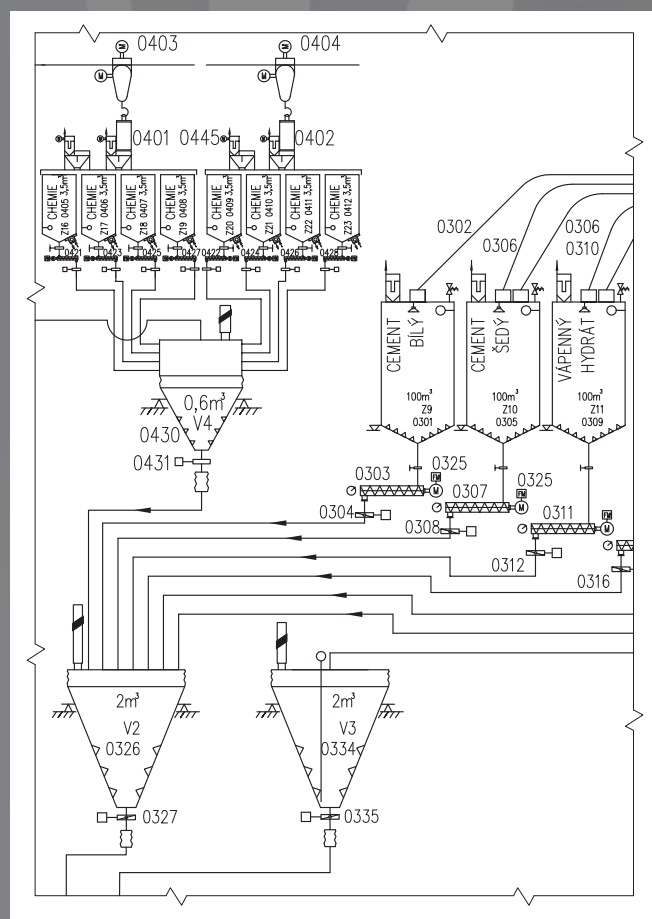 M 0403
M
M 0404
M
0401
0445
0402
CHEMIE
Z16 0405 3,5m³
CHEMIE
Z17 0406 3,5m³
CHEMIE
Z18 0407 3,5m³
CHEMIE
Z19 0408 3,5m³
CHEMIE
Z20 0409 3,5m³
CHEMIE
Z21 0410 3,5m³
CHEMIE
Z22 0411 3,5m³
CHEMIE
Z23 0412 3,5m³
0421
0423
0425
0427
0422
0424
0426
0428
0302
0306
0306
0310
CEMENT
BÍLÝ
100m³
Z9
0301
CEMENT
ŠEDÝ
100m³
Z10
0305
VÁPENNÝ
HYDRÁT
100m³
Z11
0309
0,6m³
V4
0430
0431
0303
0325
FM
M
0304
0307
0325
FM
M
0308
0311
FM
M
0312
0316
2m³
V2
0326
0327
2m³
V3
0334
0335